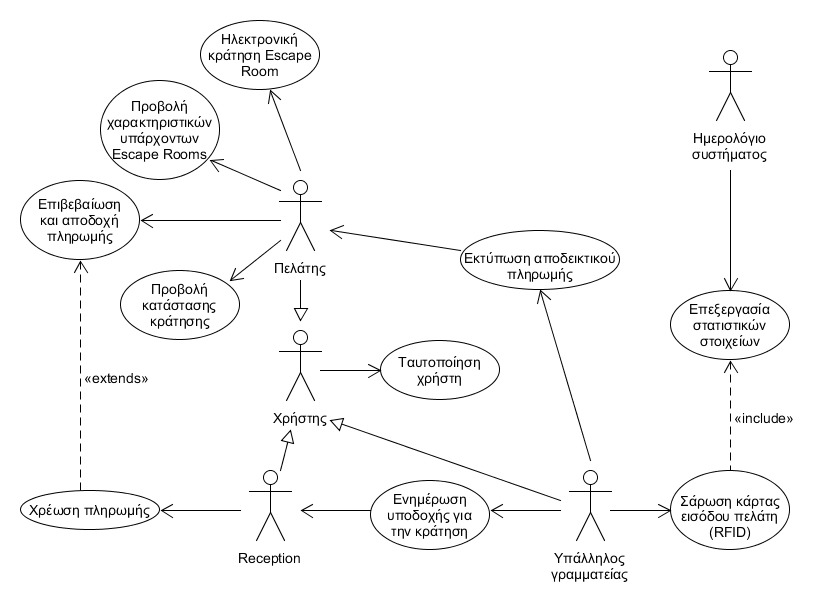 Ηλεκτρονική
κράτηση Escape
Room
Προβολή
χαρακτηριστικών
υπάρχοντων
Escape Rooms
Ημερολόγιο
συστήματος
Επιβεβαίωση
και αποδοχή
πληρωμής
Πελάτης
Εκτύπωση αποδεικτικού
πληρωμής
Προβολή
κατάστασης
κράτησης
Επεξεργασία
στατιστικών
στοιχείων
Ταυτοποίηση
χρήστη
«extends»
Χρήστης
«include»
Χρέωση πληρωμής
Reception
Ενημέρωση
υποδοχής για
την κράτηση
Υπάλληλος
γραμματείας
Σάρωση κάρτας
εισόδου πελάτη
(RFID)